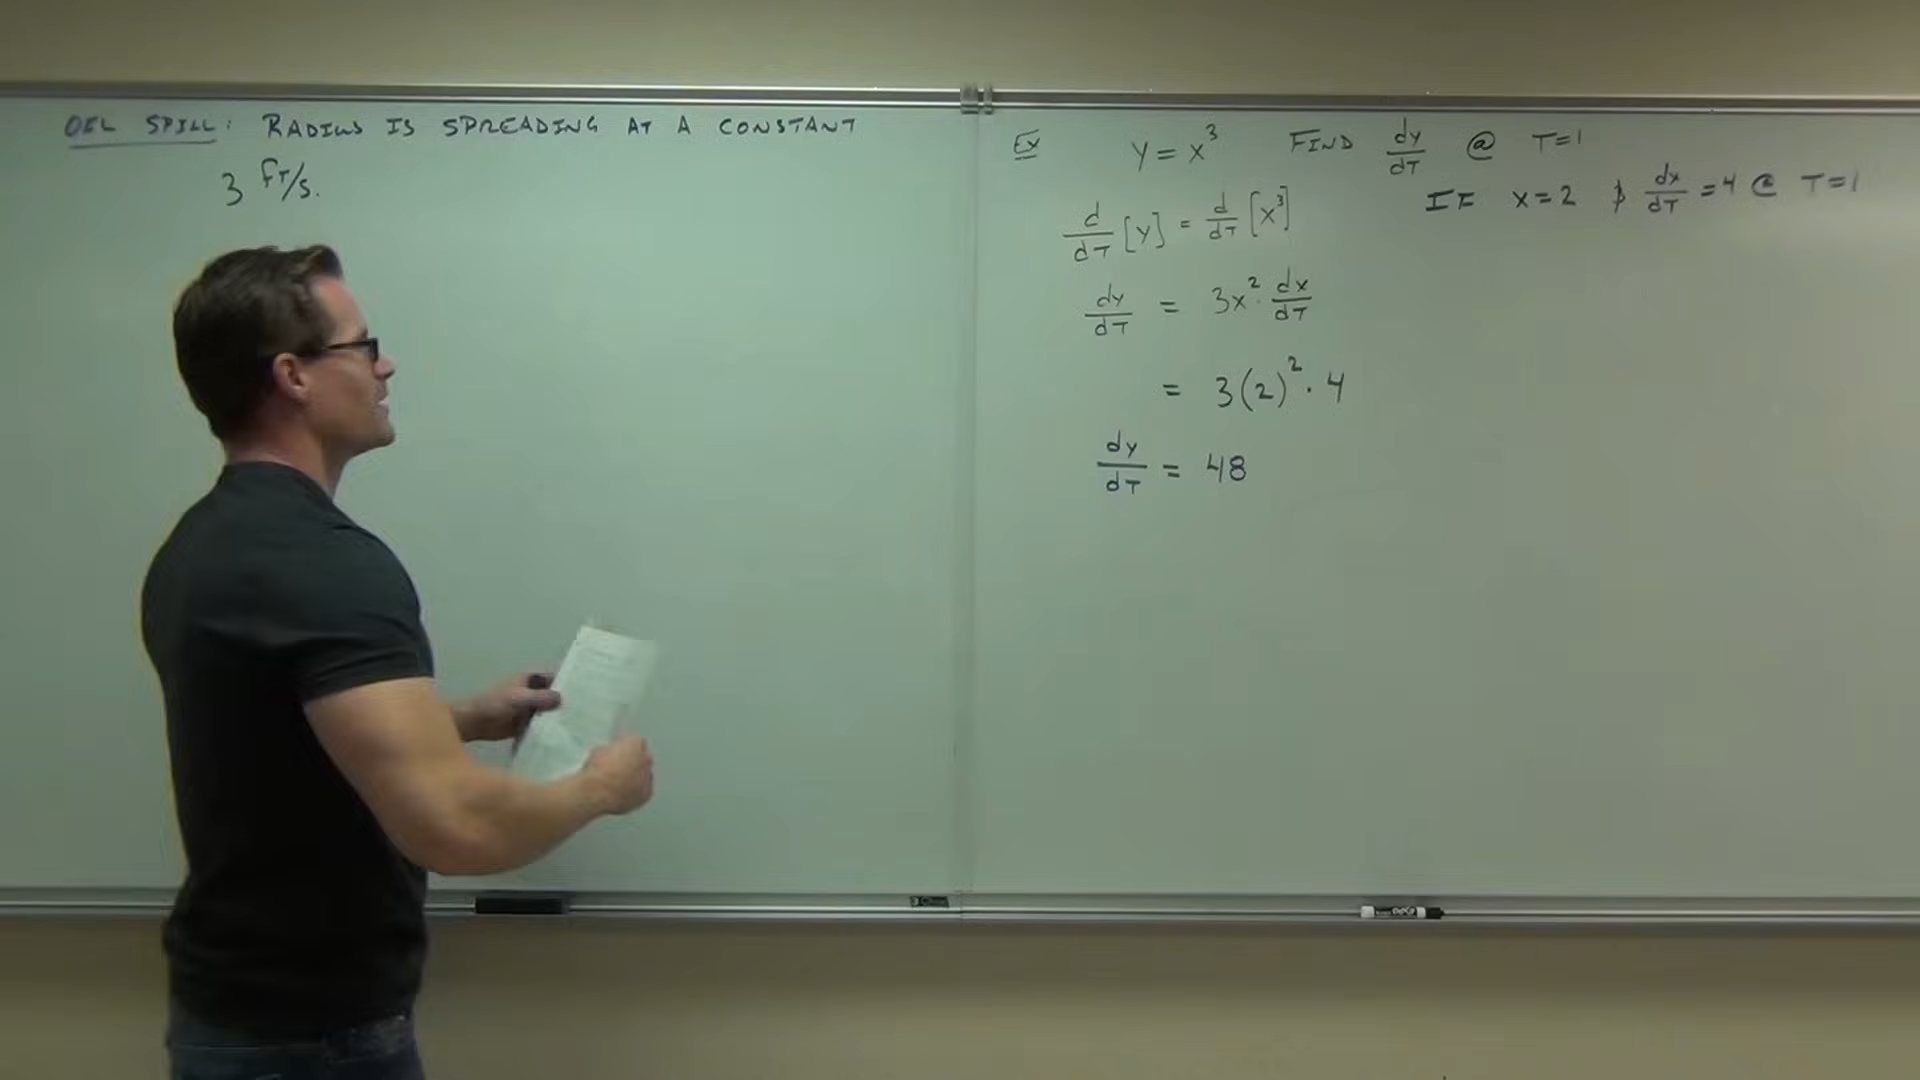 OIL SPILL: RADIUS IS SPREADING AT A CONSTANT
3 FT/S.
Ex Y = X³ FIND dy/dT @ T=1
IF X=2 & dx/dT = 4 @ T=1
d/dT [Y] = d/dT [X³]
dy/dT = 3X² · dx/dT
= 3(2)² · 4
dy/dT = 48
EXPO